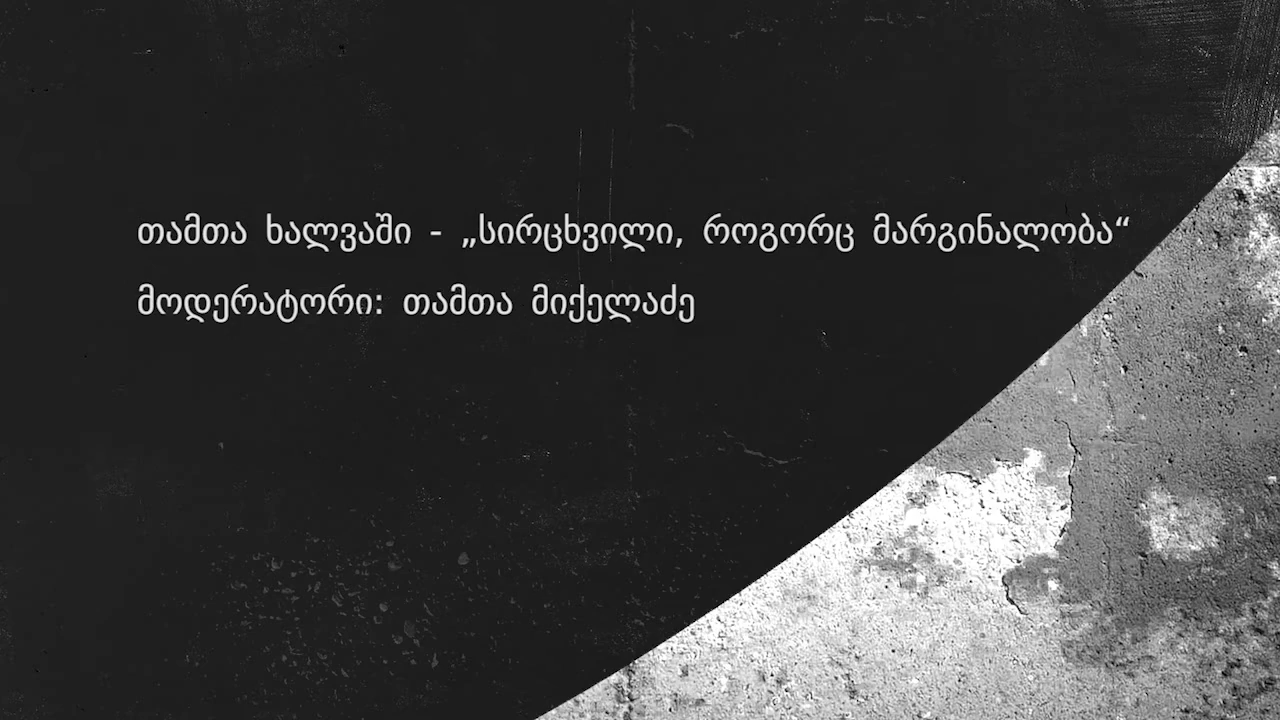 თამთა ხალვაში - „სირცხვილი, როგორც მარგინალობა“
მოდერატორი: თამთა მიქელაძე